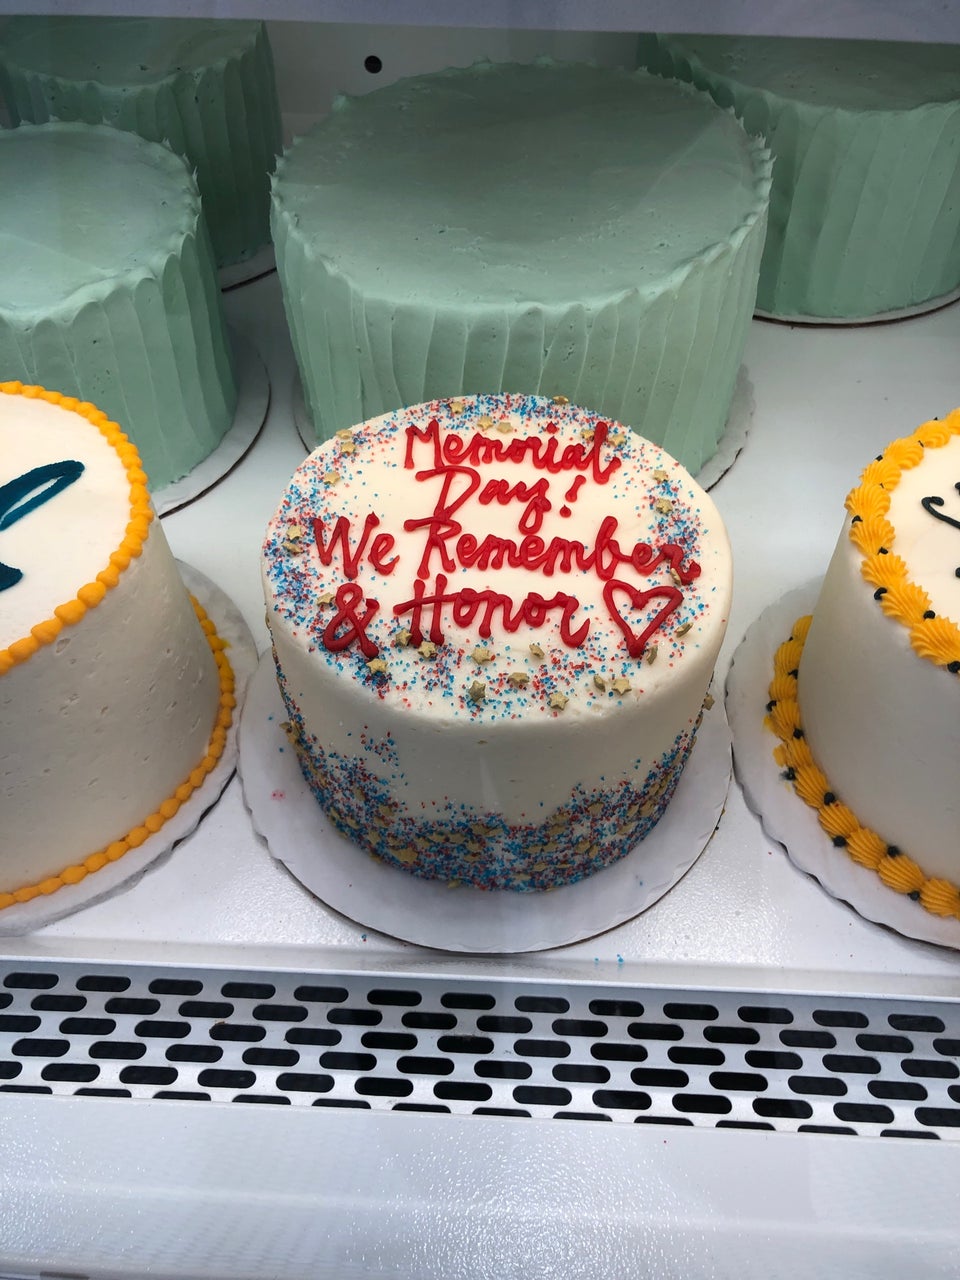 Memorial
Day!
We Remember
& Honor